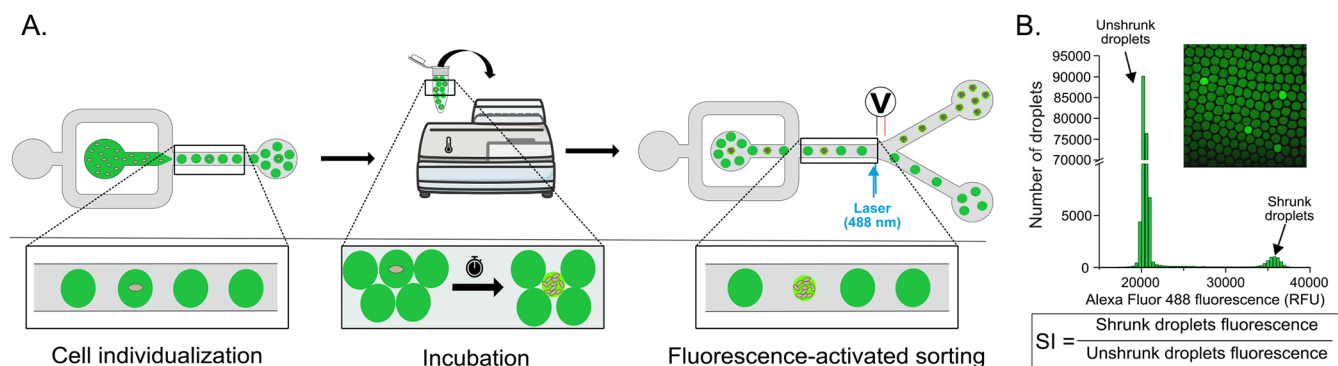 A.
V
Laser
(488 nm)
Cell individualization
Incubation
Fluorescence-activated sorting
B.
Unshrunk
droplets
Number of droplets
95000
90000
85000
80000
75000
70000
5000
0
Shrunk
droplets
20000
30000
40000
Alexa Fluor 488 fluorescence (RFU)
SI =
Shrunk droplets fluorescence
Unshrunk droplets fluorescence